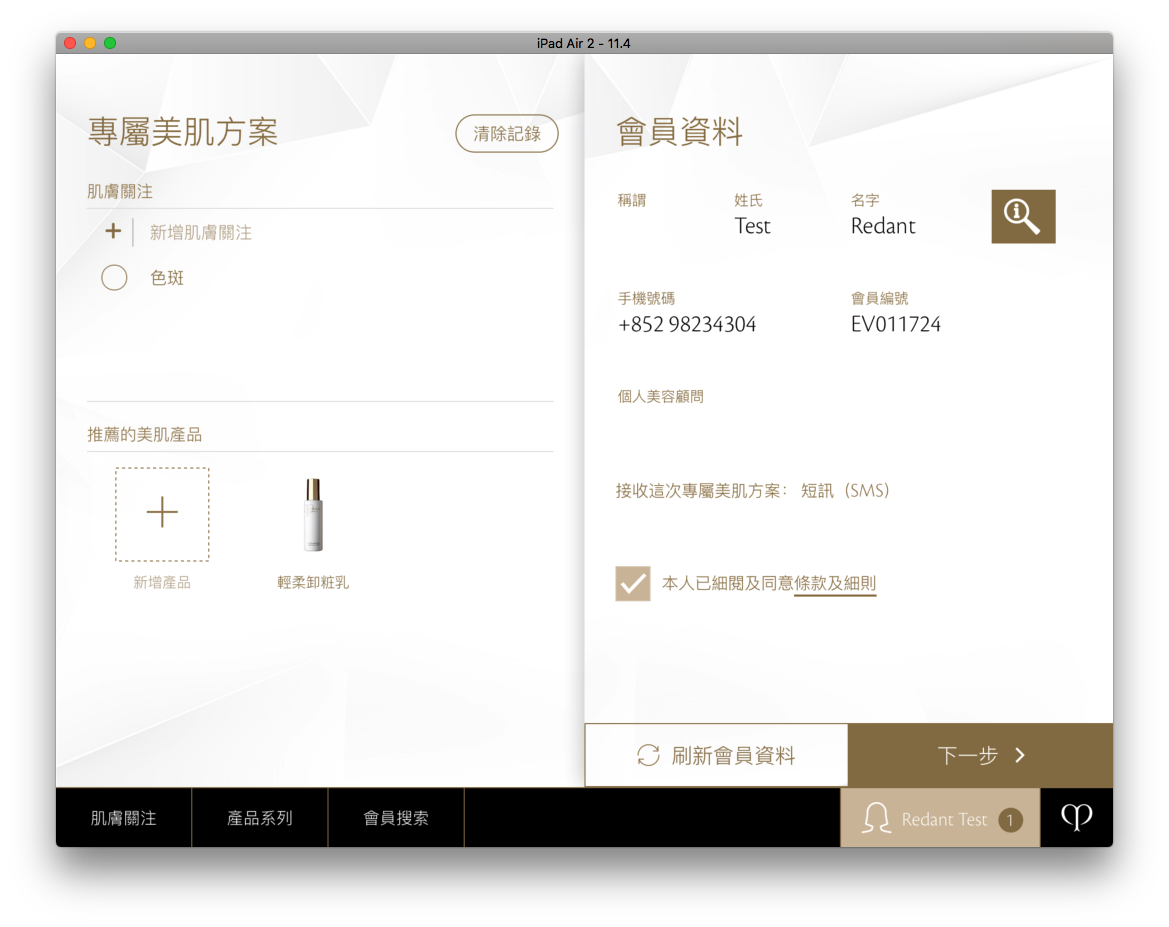 iPad Air 2 - 11.4
專屬美肌方案
清除記錄
肌膚關注
新增肌膚關注
色斑
推薦的美肌產品
新增產品
輕柔卸粧乳
會員資料
稱謂
姓氏
名字
Test
Redant
手機號碼
會員編號
+852 98234304
EV011724
個人美容顧問
接收這次專屬美肌方案： 短訊（SMS）
本人已細閱及同意條款及細則
刷新會員資料
下一步
肌膚關注
產品系列
會員搜索
Redant Test
1